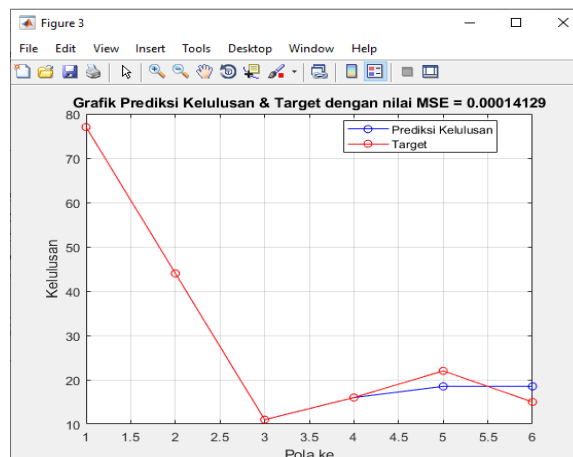 Figure 3
File Edit View Insert Tools Desktop Window Help
Grafik Prediksi Kelulusan & Target dengan nilai MSE = 0.00014129
Prediksi Kelulusan
Target
80
70
60
50
40
30
20
10
Kelulusan
1 1.5 2 2.5 3 3.5 4 4.5 5 5.5 6
Pola ke